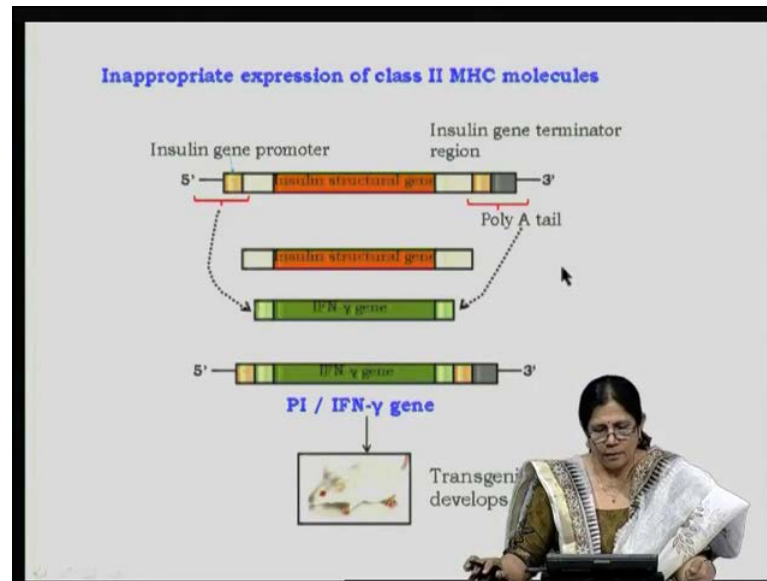 Inappropriate expression of class II MHC molecules
Insulin gene promoter
Insulin gene terminator
region
5'
Insulin structural gene
3'
Poly A tail
Insulin structural gene
IFN-γ gene
5'
IFN γ gene
3'
PI / IFN-γ gene
develops